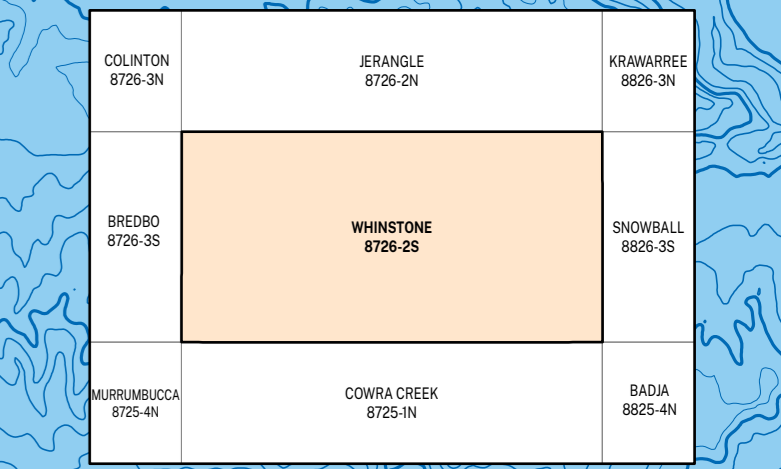 COLINTON
8726-3N
JERANGLE
8726-2N
KRAWARREE
8826-3N
BREDBO
8726-3S
WHINSTONE
8726-2S
SNOWBALL
8826-3S
MURRUMBUCCA
8725-4N
COWRA CREEK
8725-1N
BADJA
8825-4N